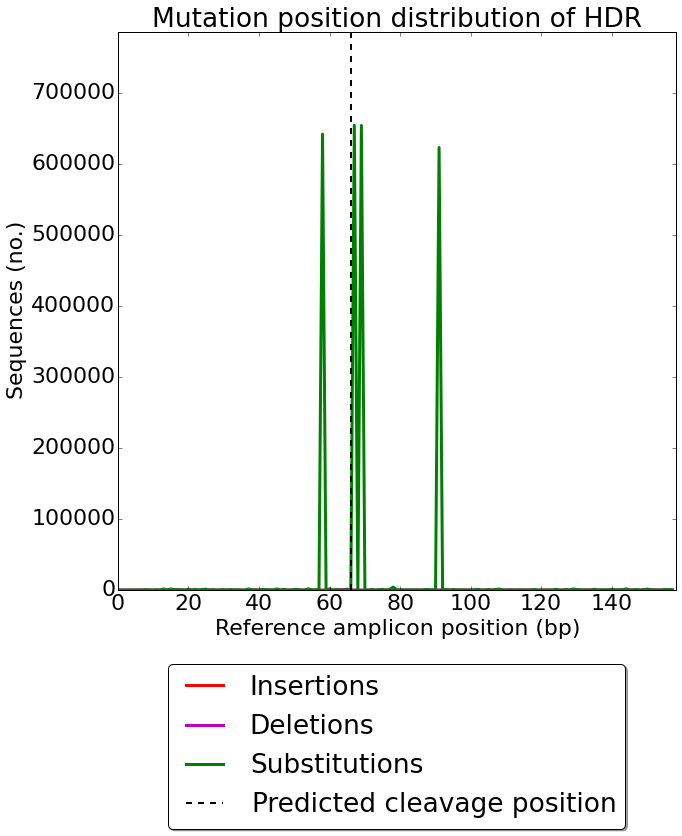 Mutation position distribution of HDR
Sequences (no.)
700000
600000
500000
400000
300000
200000
100000
0
0 20 40 60 80 100 120 140
Reference amplicon position (bp)
Insertions
Deletions
Substitutions
Predicted cleavage position